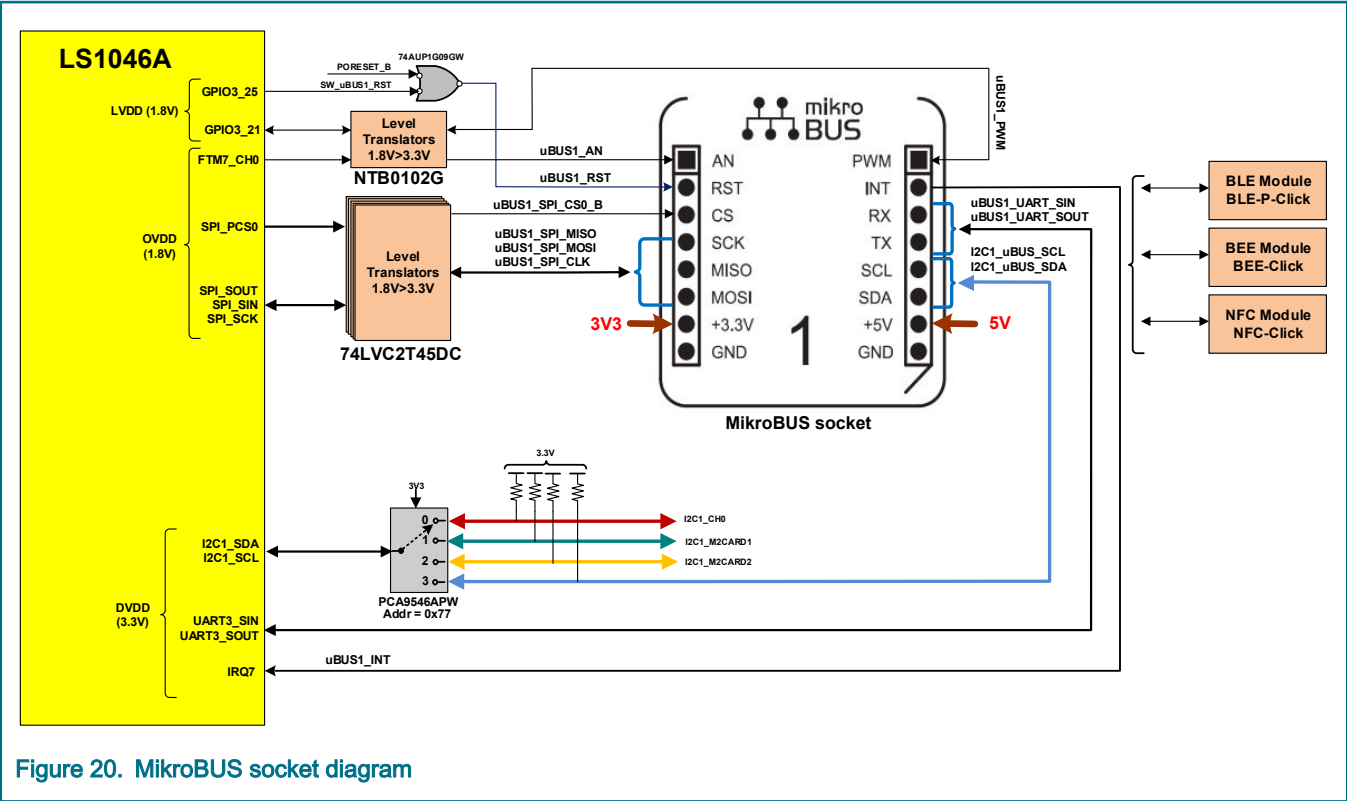 LS1046A
74AUP1G09GW
PORESET_B
SW_uBUS1_RST
GPIO3_25
LVDD (1.8V)
GPIO3_21
Level
Translators
1.8V>3.3V
NTB0102G
FTM7_CH0
uBUS1_AN
uBUS1_RST
uBUS1_SPI_CS0_B
SPI_PCS0
OVDD
(1.8V)
uBUS1_SPI_MISO
uBUS1_SPI_MOSI
uBUS1_SPI_CLK
Level
Translators
1.8V>3.3V
SPI_SOUT
SPI_SIN
SPI_SCK
74LVC2T45DC
3V3
mikro
BUS
AN
RST
CS
SCK
MISO
MOSI
+3.3V
GND
1
PWM
INT
RX
TX
SCL
SDA
+5V
GND
MikroBUS socket
uBUS1_PWM
uBUS1_UART_SIN
uBUS1_UART_SOUT
I2C1_uBUS_SCL
I2C1_uBUS_SDA
5V
BLE Module
BLE-P-Click
BEE Module
BEE-Click
NFC Module
NFC-Click
3.3V
3V3
0
1
2
3
I2C1_CH0
I2C1_M2CARD1
I2C1_M2CARD2
PCA9546APW
Addr = 0x77
I2C1_SDA
I2C1_SCL
DVDD
(3.3V)
UART3_SIN
UART3_SOUT
uBUS1_INT
IRQ7
Figure 20. MikroBUS socket diagram